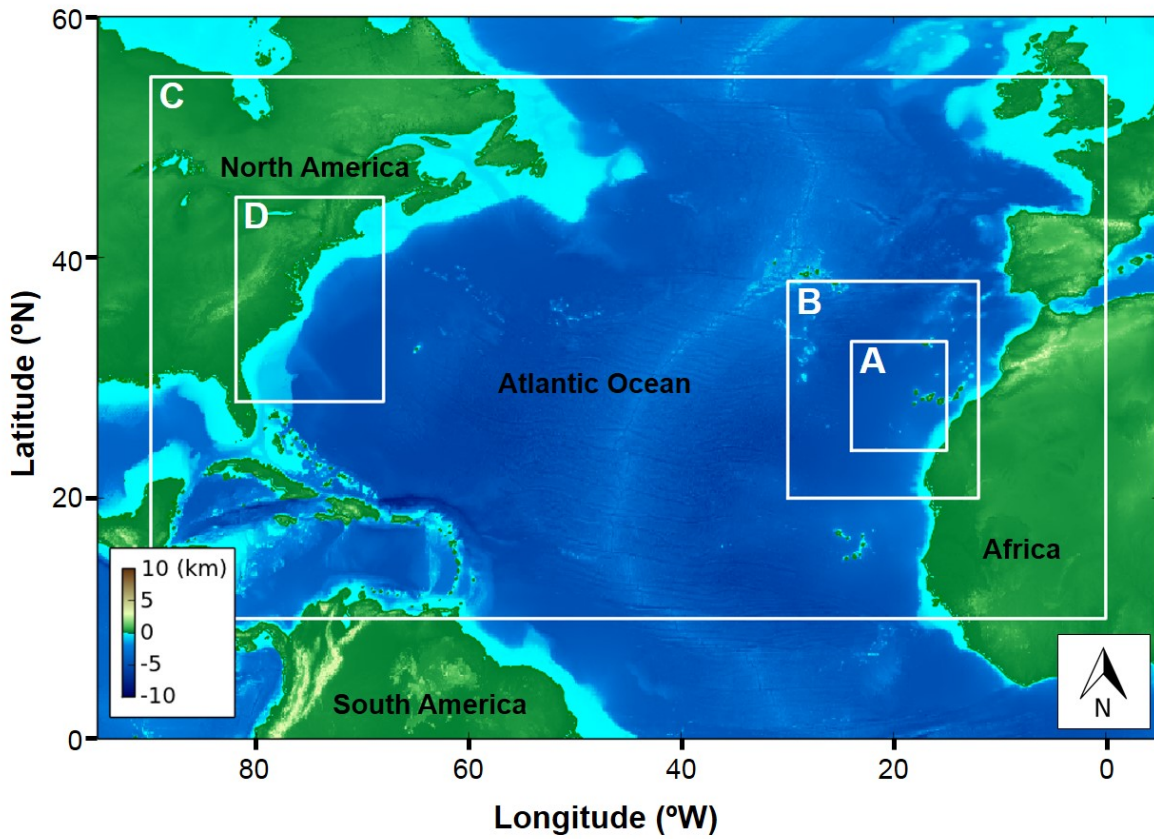 60
C
North America
D
40
B
A
Atlantic Ocean
Latitude (ºN)
20
Africa
10 (km)
5
0
-5
-10
South America
N
0
80
60
40
20
0
Longitude (ºW)